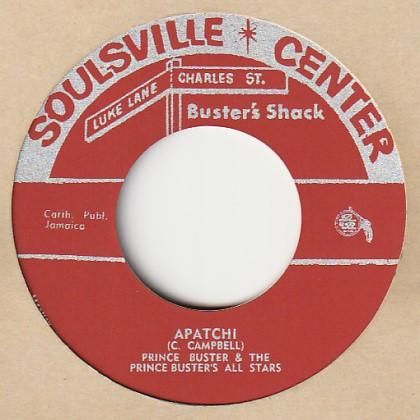 SOULSVILLE * CENTER
CHARLES ST.
LUKE LANE
Buster's Shack
Carib. Publ.
Jamaica
APATCHI
(C. CAMPBELL)
PRINCE BUSTER & THE
PRINCE BUSTER'S ALL STARS